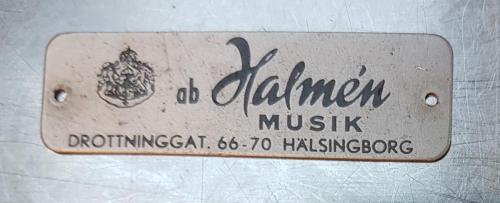 ab Halmén
MUSIK
DROTTNINGGAT. 66-70 HÄLSINGBORG